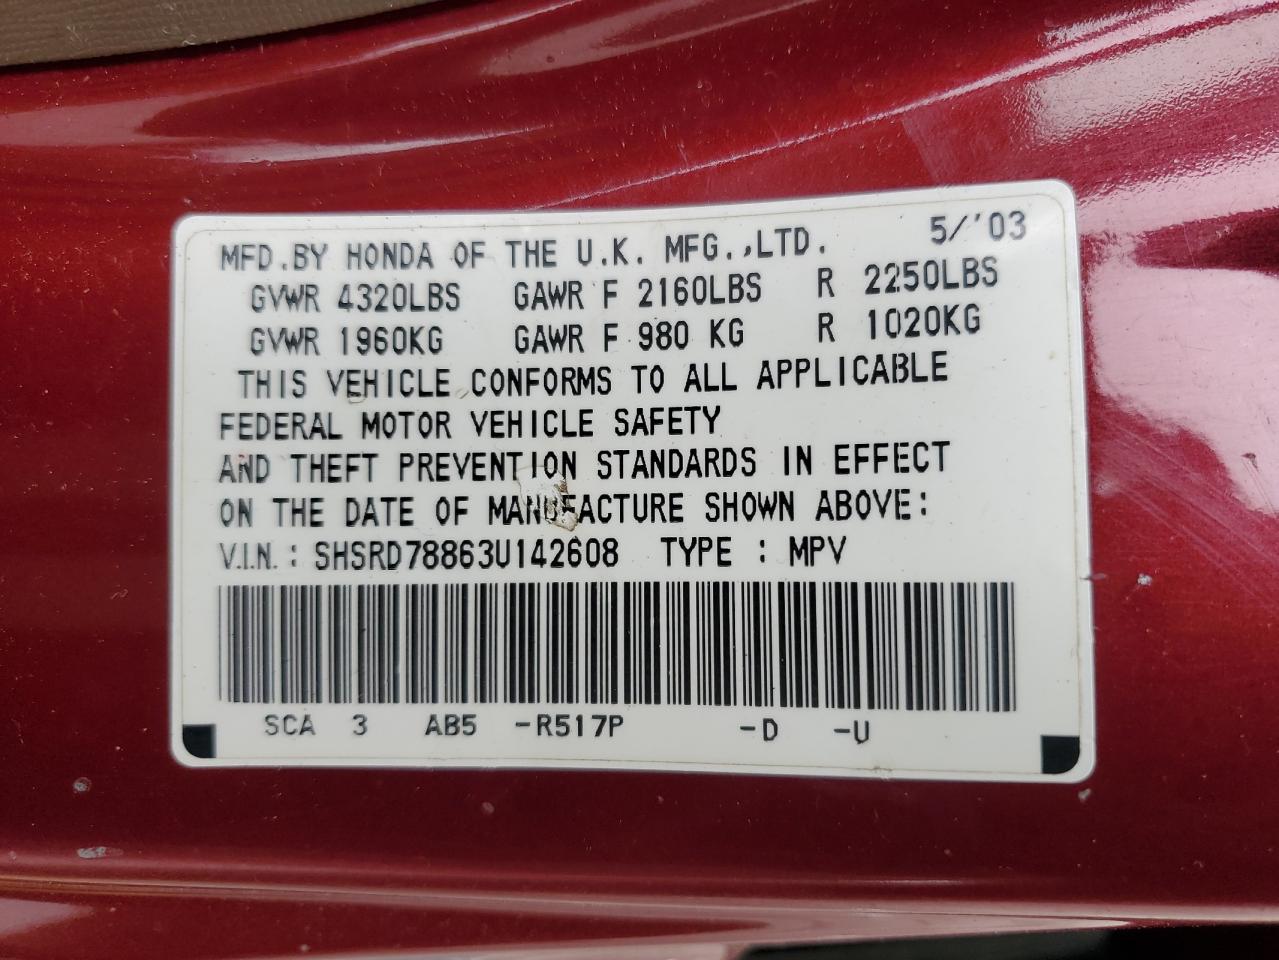 MFD.BY HONDA OF THE U.K. MFG.,LTD. 5/'03
GVWR 4320LBS GAWR F 2160LBS R 2250LBS
GVWR 1960KG GAWR F 980 KG R 1020KG
THIS VEHICLE CONFORMS TO ALL APPLICABLE
FEDERAL MOTOR VEHICLE SAFETY
AND THEFT PREVENTION STANDARDS IN EFFECT
ON THE DATE OF MANUFACTURE SHOWN ABOVE:
V.I.N.: SHSRD78863U142608 TYPE : MPV
SCA 3 AB5 -R517P -D -U